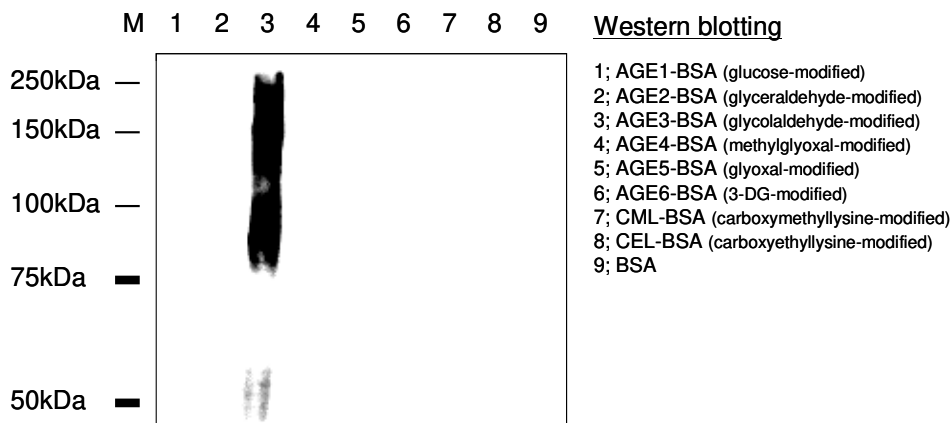 M 1 2 3 4 5 6 7 8 9
250kDa
150kDa
100kDa
75kDa
50kDa
Western blotting
1; AGE1-BSA (glucose-modified)
2; AGE2-BSA (glyceraldehyde-modified)
3; AGE3-BSA (glycolaldehyde-modified)
4; AGE4-BSA (methylglyoxal-modified)
5; AGE5-BSA (glyoxal-modified)
6; AGE6-BSA (3-DG-modified)
7; CML-BSA (carboxymethyllysine-modified)
8; CEL-BSA (carboxyethyllysine-modified)
9; BSA